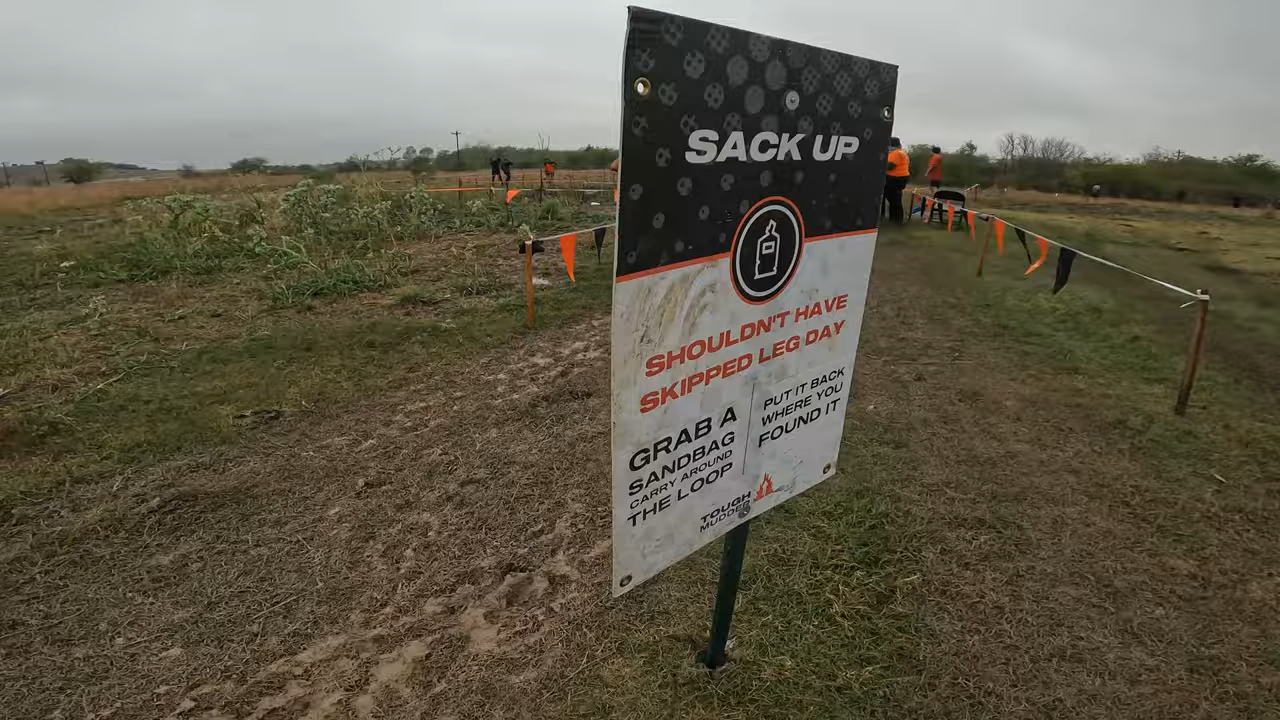 SACK UP
SHOULDN'T HAVE
SKIPPED LEG DAY
GRAB A
SANDBAG
CARRY AROUND
THE LOOP
PUT IT BACK
WHERE YOU
FOUND IT
TOUGH
MUDDER